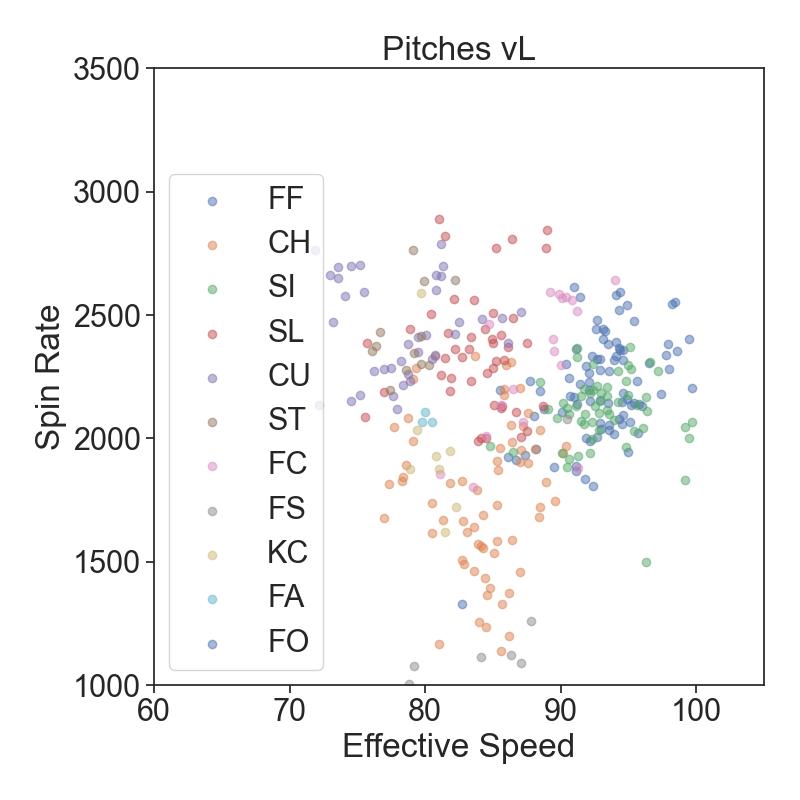 Pitches vL
3500
3000
2500
2000
1500
1000
Spin Rate
FF
CH
SI
SL
CU
ST
FC
FS
KC
FA
FO
60
70
80
90
100
Effective Speed